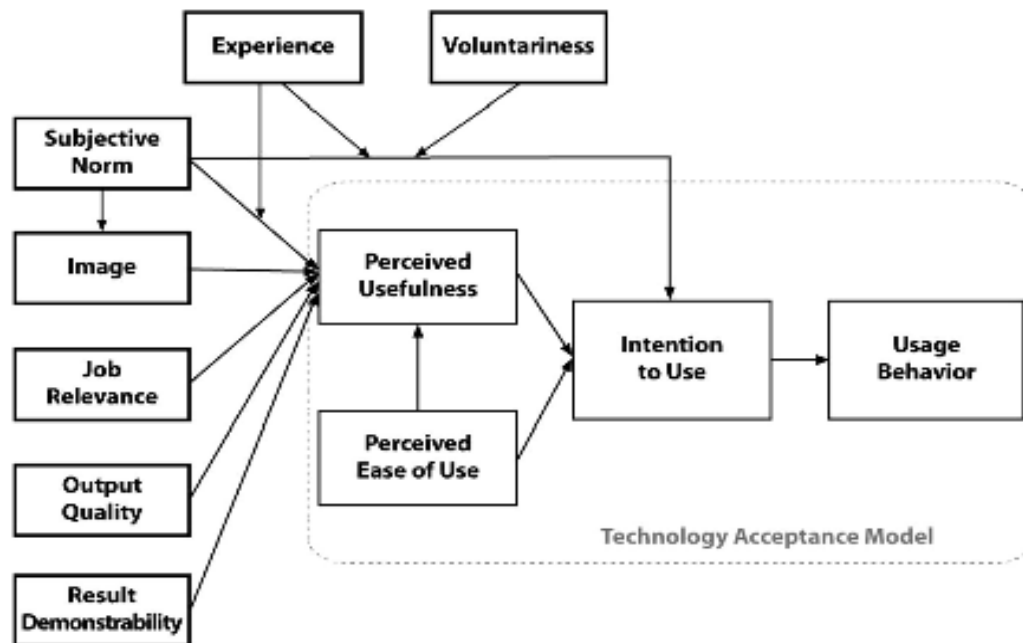 Experience
Voluntariness
Subjective
Norm
Image
Job
Relevance
Output
Quality
Result
Demonstrability
Perceived
Usefulness
Perceived
Ease of Use
Intention
to Use
Usage
Behavior
Technology Acceptance Model